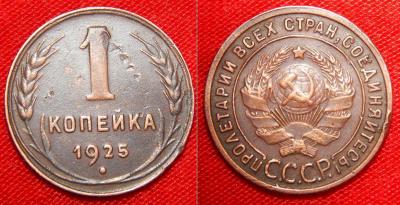 1
КОПЕЙКА
1925
ПРОЛЕТАРИИ ВСЕХ СТРАН, СОЕДИНЯЙТЕСЬ
С.С.С.Р.